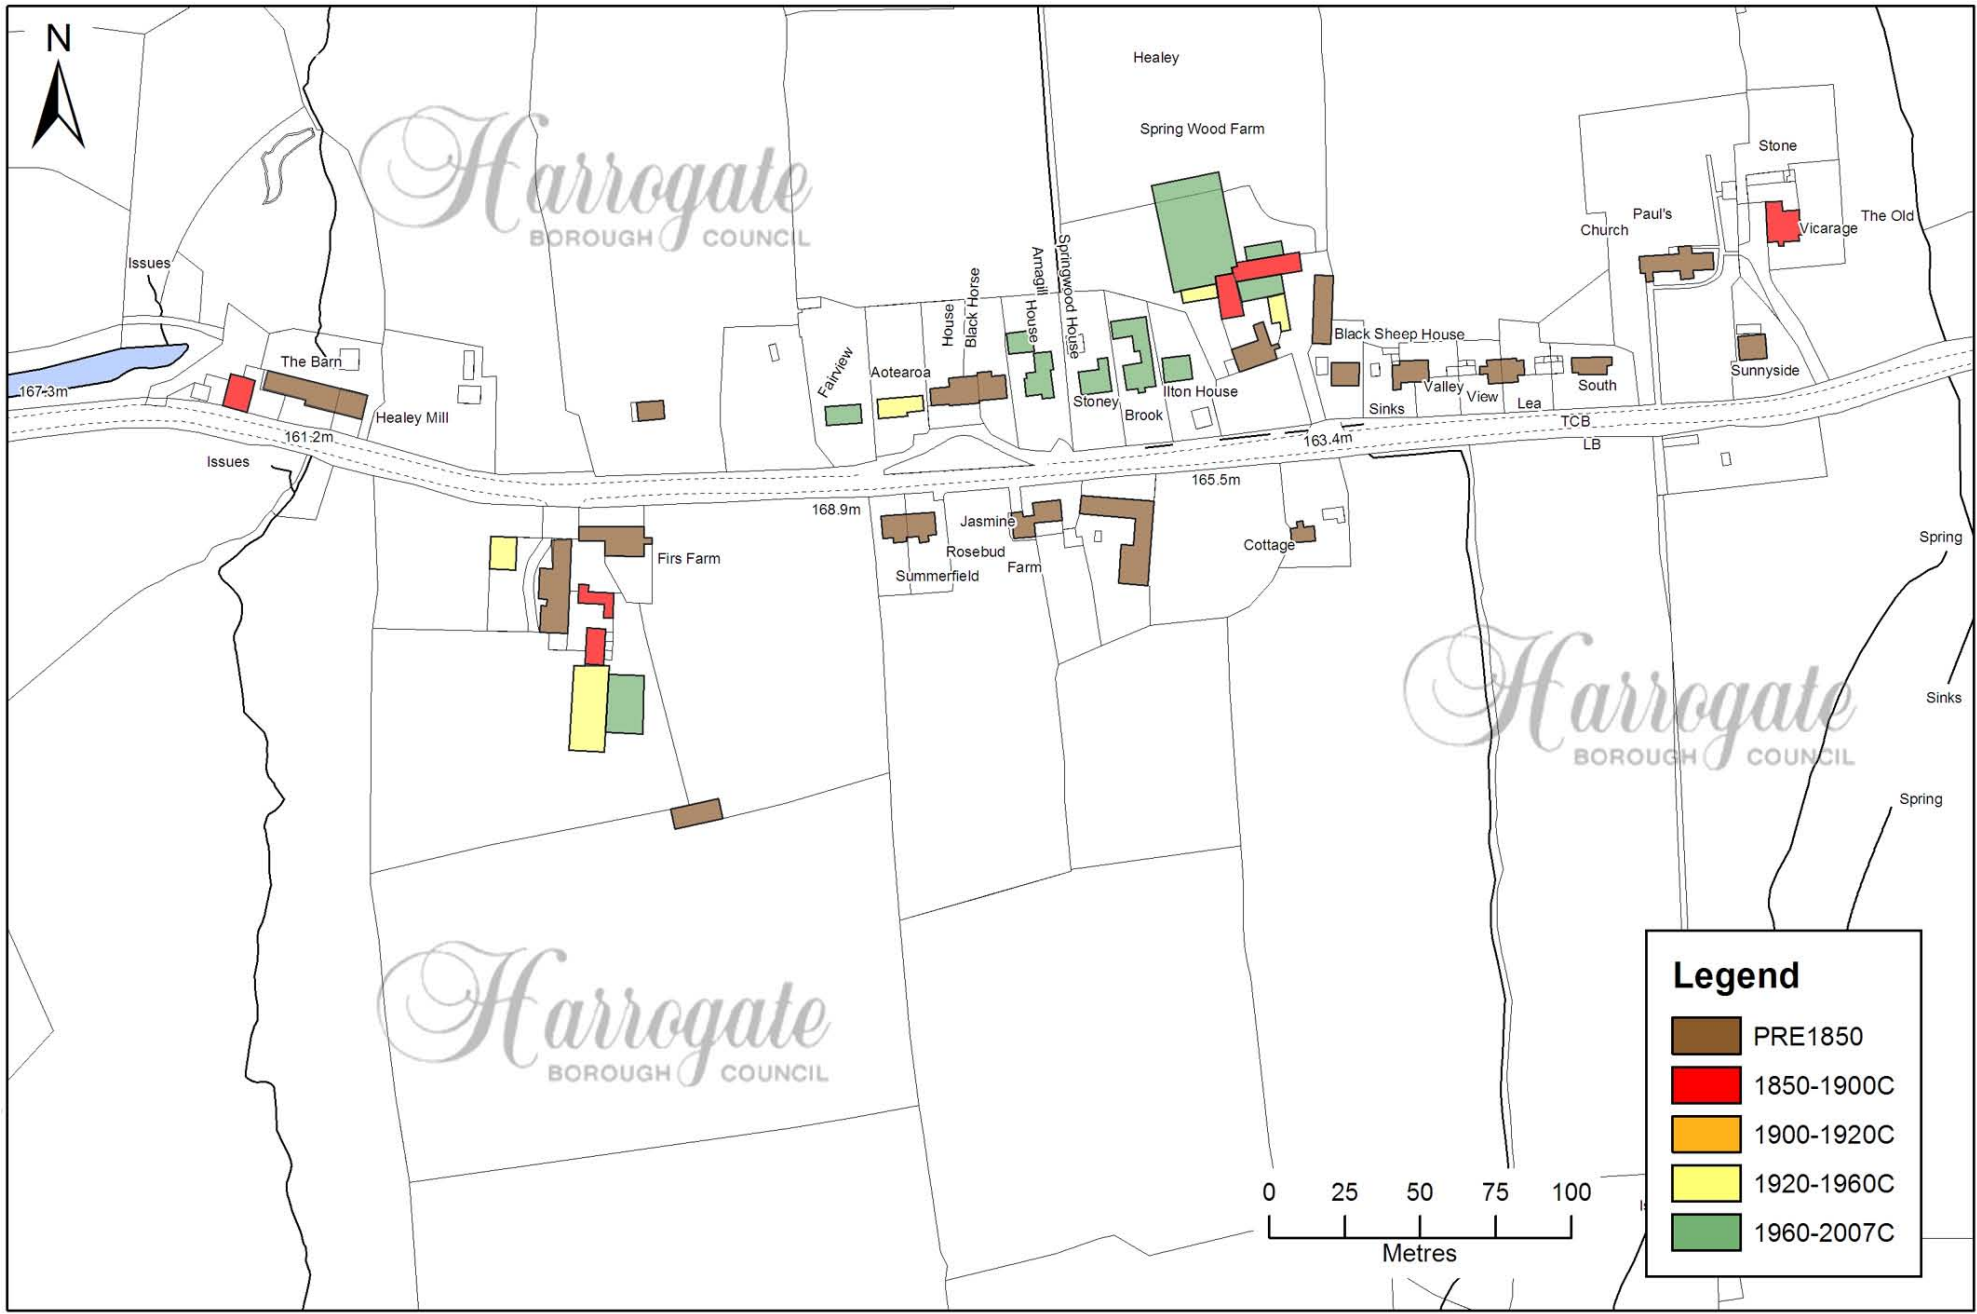 N
Harrogate
BOROUGH COUNCIL
Healey
Spring Wood Farm
Stone
Paul's
Church
The Old
Vicarage
Issues
Springwood House
Arnagill
House
Black Horse
House
The Barn
Black Sheep House
Fairview
Aotearoa
167.3m
Healey Mill
161.2m
Stoney
Brook
Ilton House
Sinks
Valley
View
Lea
South
Sunnyside
TCB
LB
163.4m
Issues
165.5m
168.9m
Jasmine
Rosebud
Farm
Summerfield
Cottage
Firs Farm
Spring
Harrogate
BOROUGH COUNCIL
Sinks
Spring
Harrogate
BOROUGH COUNCIL
Legend
PRE1850
1850-1900C
1900-1920C
1920-1960C
1960-2007C
0 25 50 75 100
Metres